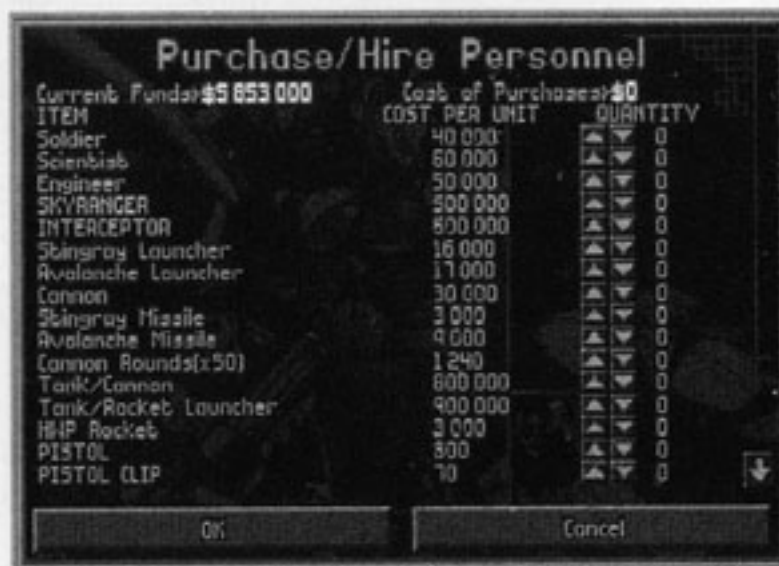 Purchase/Hire Personnel
Current Funds>$5 853 000 Cost of Purchases>$0
ITEM COST PER UNIT QUANTITY
Soldier 40 000 0
Scientist 60 000 0
Engineer 50 000 0
SKYRANGER 500 000 0
INTERCEPTOR 600 000 0
Stingray Launcher 16 000 0
Avalanche Launcher 17 000 0
Cannon 30 000 0
Stingray Missile 3 000 0
Avalanche Missile 9 000 0
Cannon Rounds(x50) 1 240 0
Tank/Cannon 800 000 0
Tank/Rocket Launcher 900 000 0
HWP Rocket 3 000 0
PISTOL 800 0
PISTOL CLIP 70 0
OK Cancel